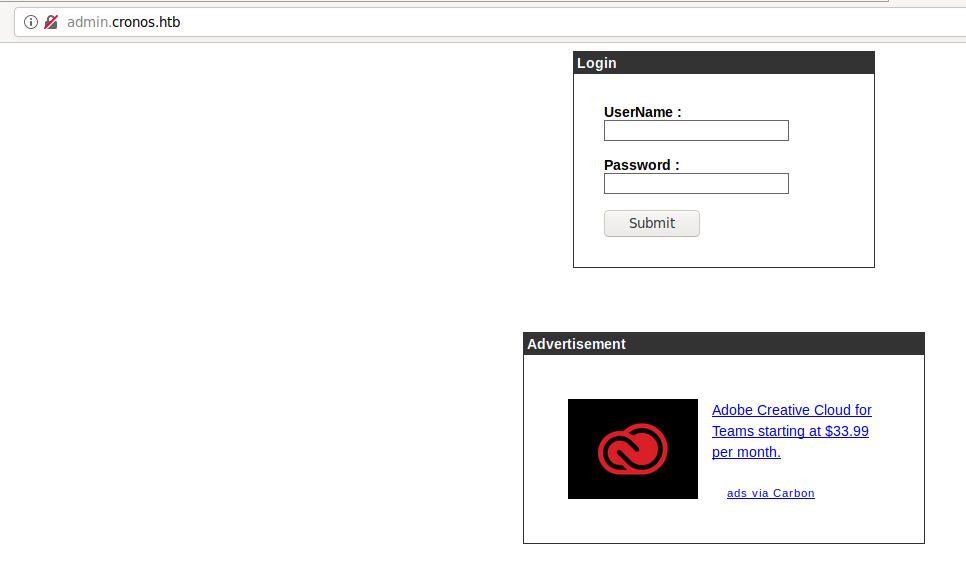 admin.cronos.htb
Login
UserName :
Password :
Submit
Advertisement
Adobe Creative Cloud for
Teams starting at $33.99
per month.
ads via Carbon